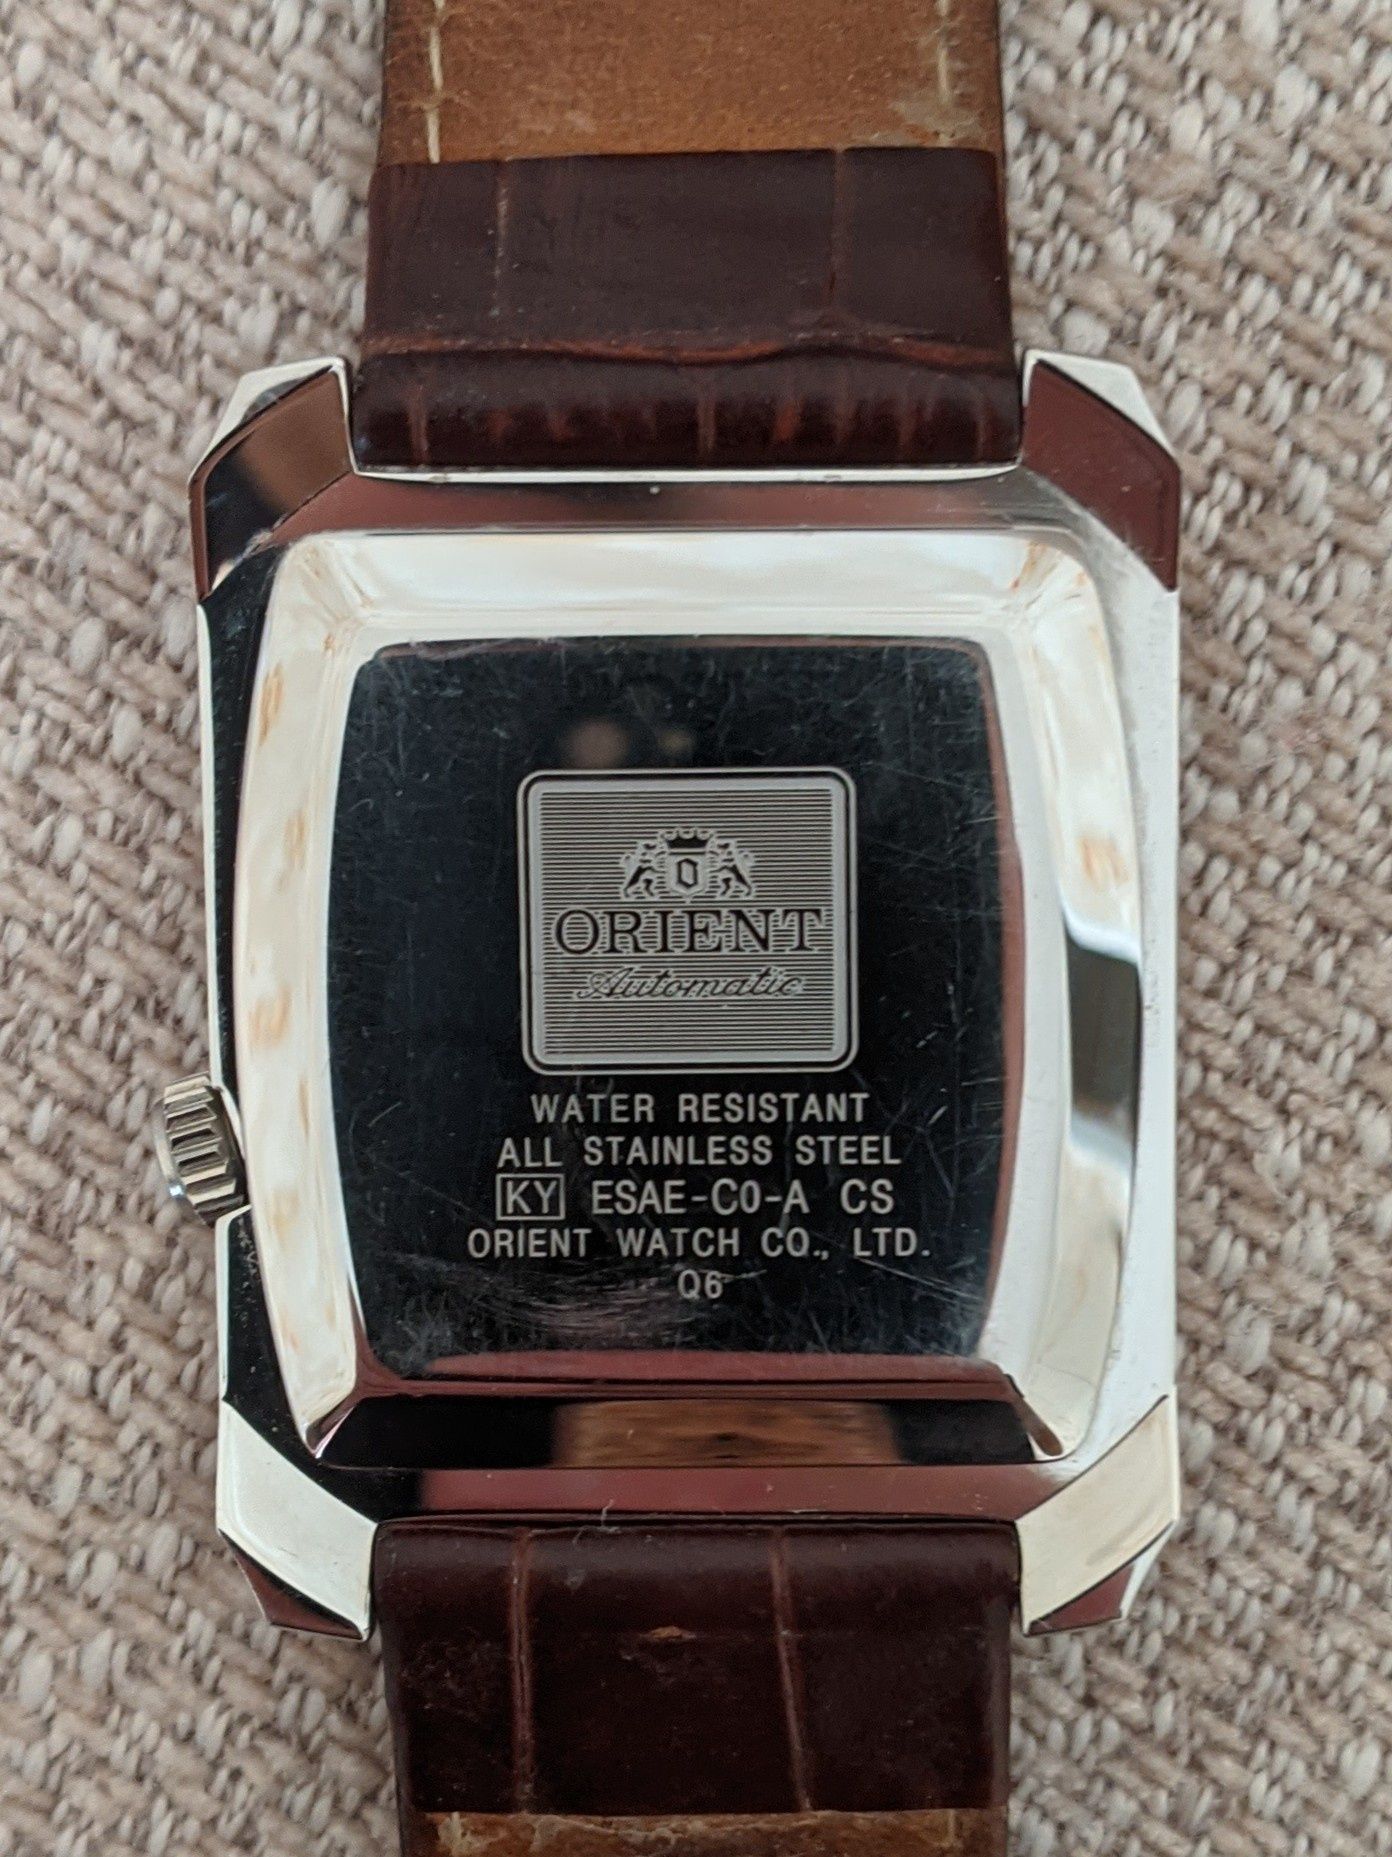 O
ORIENT
Automatic
WATER RESISTANT
ALL STAINLESS STEEL
KY ESAE-C0-A CS
ORIENT WATCH CO., LTD.
Q6